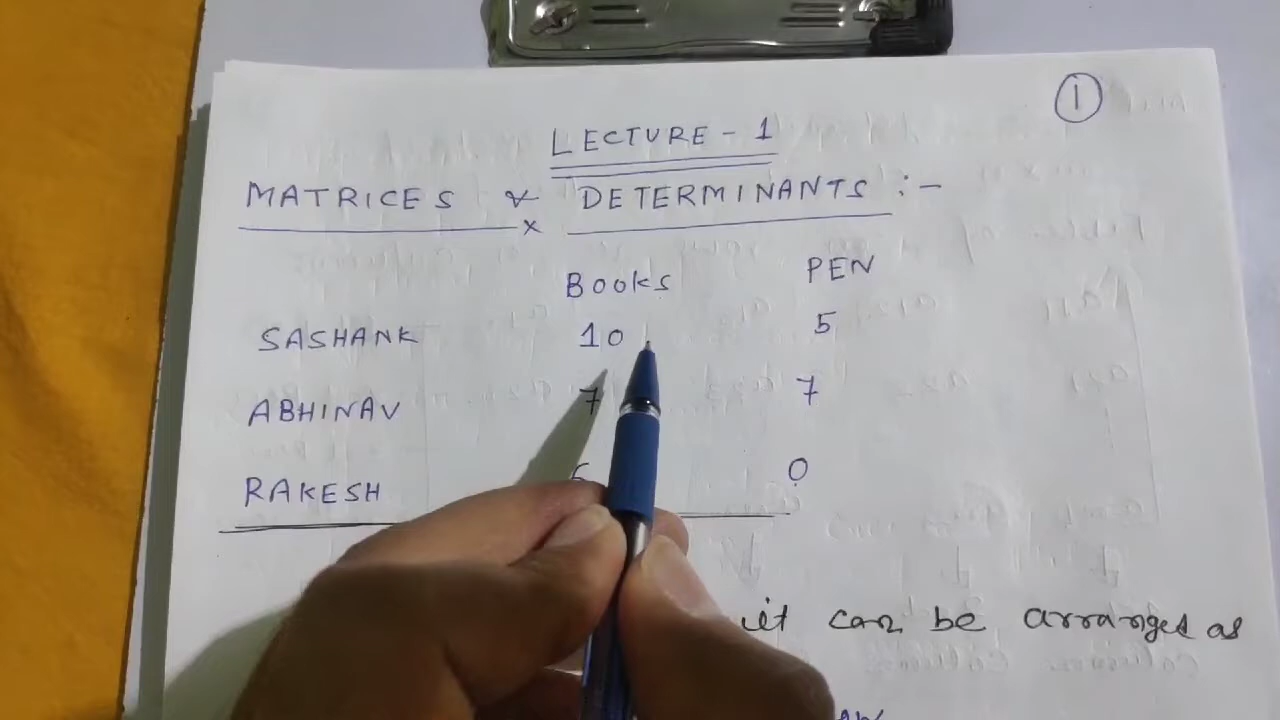 1
LECTURE - 1
MATRICES & DETERMINANTS :-
Books PEN
SASHANK 10 5
ABHINAV 7 7
RAKESH 0
it can be arranged as